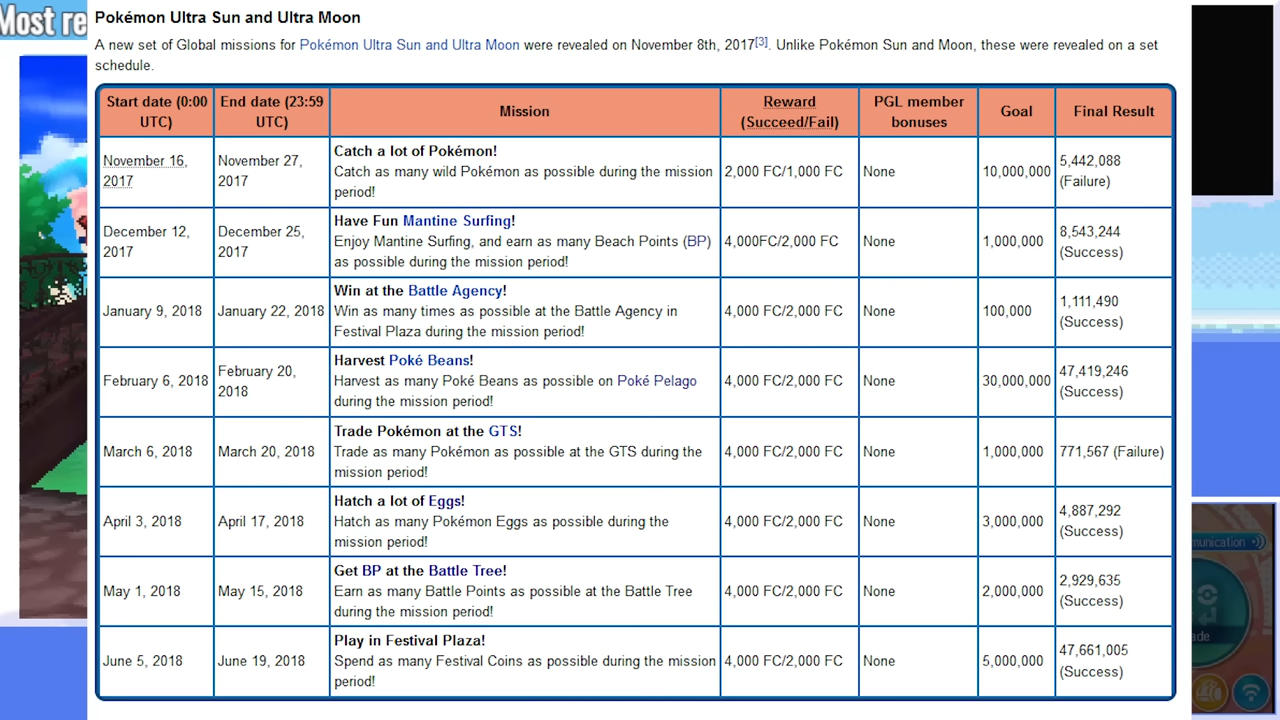 Most re
Pokémon Ultra Sun and Ultra Moon
A new set of Global missions for Pokémon Ultra Sun and Ultra Moon were revealed on November 8th, 2017[3]. Unlike Pokémon Sun and Moon, these were revealed on a set
schedule.
Start date (0:00 UTC) End date (23:59 UTC) Mission Reward (Succeed/Fail) PGL member bonuses Goal Final Result
November 16, 2017 November 27, 2017 Catch a lot of Pokémon!
Catch as many wild Pokémon as possible during the mission
period!
2,000 FC/1,000 FC None 10,000,000 5,442,088 (Failure)
December 12, 2017 December 25, 2017 Have Fun Mantine Surfing!
Enjoy Mantine Surfing, and earn as many Beach Points (BP)
as possible during the mission period!
4,000FC/2,000 FC None 1,000,000 8,543,244 (Success)
January 9, 2018 January 22, 2018 Win at the Battle Agency!
Win as many times as possible at the Battle Agency in
Festival Plaza during the mission period!
4,000 FC/2,000 FC None 100,000 1,111,490 (Success)
February 6, 2018 February 20, 2018 Harvest Poké Beans!
Harvest as many Poké Beans as possible on Poké Pelago
during the mission period!
4,000 FC/2,000 FC None 30,000,000 47,419,246 (Success)
March 6, 2018 March 20, 2018 Trade Pokémon at the GTS!
Trade as many Pokémon as possible at the GTS during the
mission period!
4,000 FC/2,000 FC None 1,000,000 771,567 (Failure)
April 3, 2018 April 17, 2018 Hatch a lot of Eggs!
Hatch as many Pokémon Eggs as possible during the
mission period!
4,000 FC/2,000 FC None 3,000,000 4,887,292 (Success)
May 1, 2018 May 15, 2018 Get BP at the Battle Tree!
Earn as many Battle Points as possible at the Battle Tree
during the mission period!
4,000 FC/2,000 FC None 2,000,000 2,929,635 (Success)
June 5, 2018 June 19, 2018 Play in Festival Plaza!
Spend as many Festival Coins as possible during the mission
period!
4,000 FC/2,000 FC None 5,000,000 47,661,005 (Success)
munication
ade